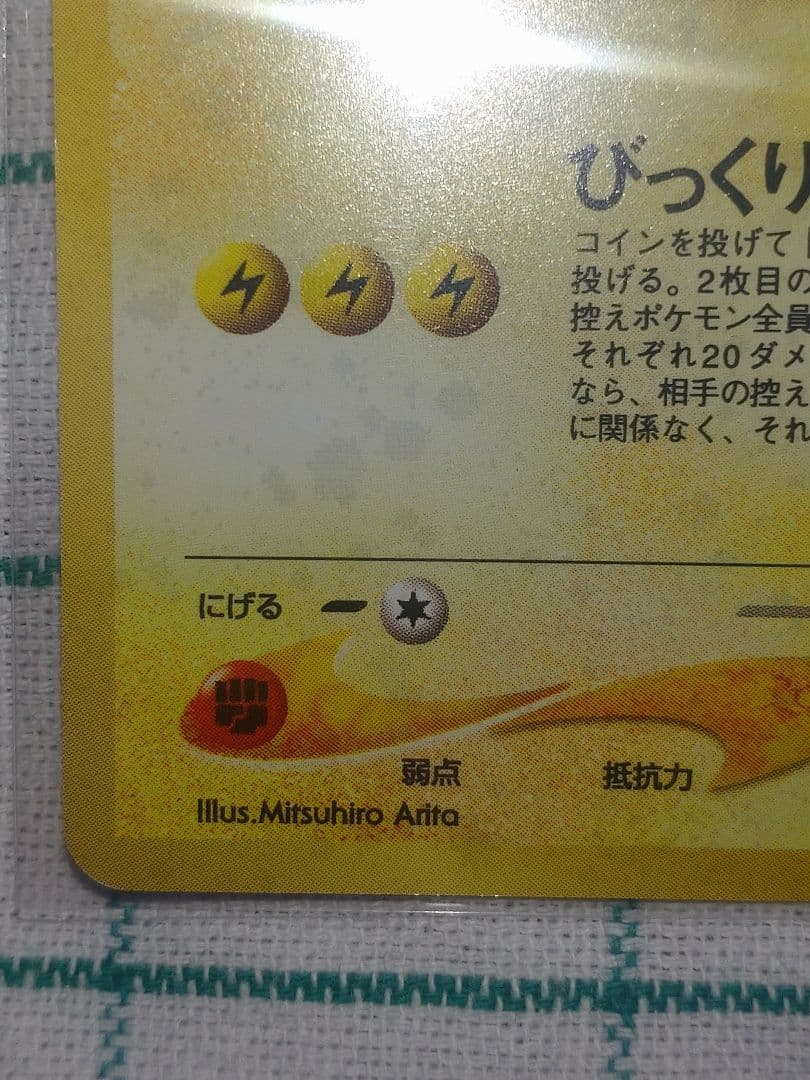 びっくり
コインを投げて
投げる。2枚目の
控えポケモン全員
それぞれ20ダメ
なら、相手の控え
に関係なく、それ
にげる
弱点
抵抗力
Illus.Mitsuhiro Arita